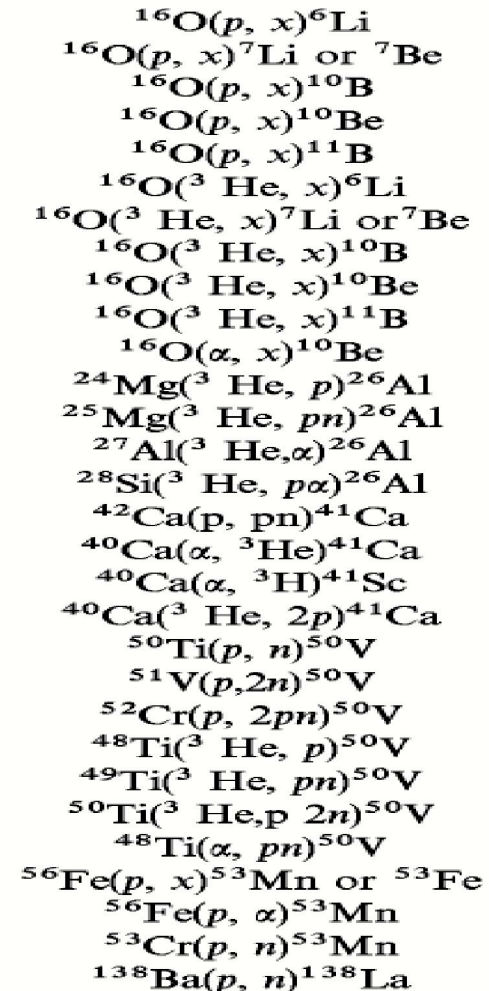 ¹⁶O(p, x)⁶Li
¹⁶O(p, x)⁷Li or ⁷Be
¹⁶O(p, x)¹⁰B
¹⁶O(p, x)¹⁰Be
¹⁶O(p, x)¹¹B
¹⁶O(³ He, x)⁶Li
¹⁶O(³ He, x)⁷Li or⁷Be
¹⁶O(³ He, x)¹⁰B
¹⁶O(³ He, x)¹⁰Be
¹⁶O(³ He, x)¹¹B
¹⁶O(α, x)¹⁰Be
²⁴Mg(³ He, p)²⁶Al
²⁵Mg(³ He, pn)²⁶Al
²⁷Al(³ He,α)²⁶Al
²⁸Si(³ He, pα)²⁶Al
⁴²Ca(p, pn)⁴¹Ca
⁴⁰Ca(α, ³He)⁴¹Ca
⁴⁰Ca(α, ³H)⁴¹Sc
⁴⁰Ca(³ He, 2p)⁴¹Ca
⁵⁰Ti(p, n)⁵⁰V
⁵¹V(p,2n)⁵⁰V
⁵²Cr(p, 2pn)⁵⁰V
⁴⁸Ti(³ He, p)⁵⁰V
⁴⁹Ti(³ He, pn)⁵⁰V
⁵⁰Ti(³ He,p 2n)⁵⁰V
⁴⁸Ti(α, pn)⁵⁰V
⁵⁶Fe(p, x)⁵³Mn or ⁵³Fe
⁵⁶Fe(p, α)⁵³Mn
⁵³Cr(p, n)⁵³Mn
¹³⁸Ba(p, n)¹³⁸La